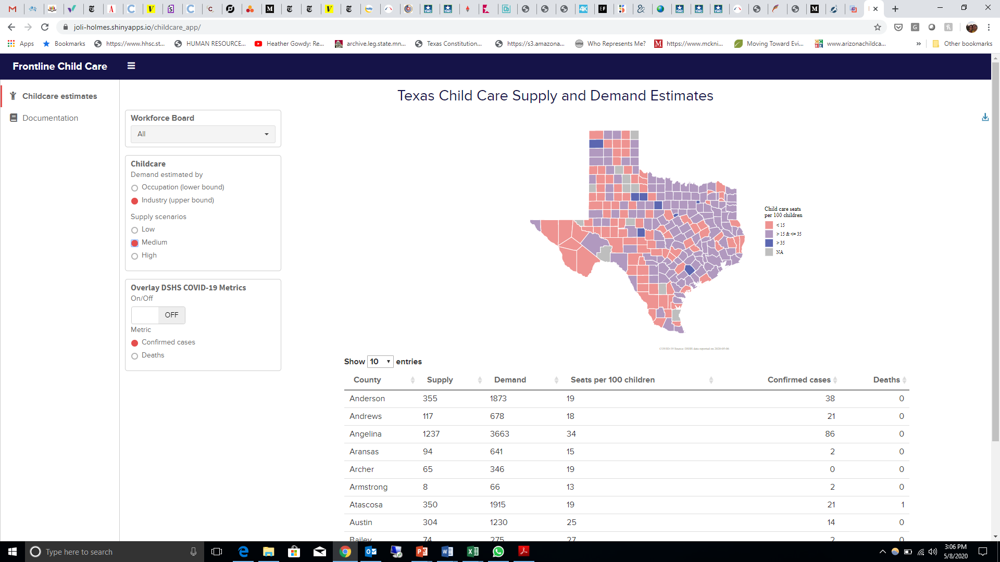 joli-holmes.shinyapps.io/childcare_app/
Apps
Bookmarks
https://www.hhsc.st...
HUMAN RESOURCE...
Heather Gowdy: Re...
archive.leg.state.mn...
Texas Constitution...
https://s3.amazona...
Who Represents Me?
https://www.mckni...
Moving Toward Evi...
www.arizonachildca...
»
Other bookmarks
Frontline Child Care
Childcare estimates
Documentation
Texas Child Care Supply and Demand Estimates
Workforce Board
All
Childcare
Demand estimated by
Occupation (lower bound)
Industry (upper bound)
Supply scenarios
Low
Medium
High
Overlay DSHS COVID-19 Metrics
On/Off
OFF
Metric
Confirmed cases
Deaths
Child care seats
per 100 children
< 15
> 15 & <= 35
> 35
NA
COVID-19 Source: DSHS data reported on 2020-05-06
Show 10 entries
County Supply Demand Seats per 100 children Confirmed cases Deaths
Anderson 355 1873 19 38 0
Andrews 117 678 18 21 0
Angelina 1237 3663 34 86 0
Aransas 94 641 15 2 0
Archer 65 346 19 0 0
Armstrong 8 66 13 2 0
Atascosa 350 1915 19 21 1
Austin 304 1230 25 14 0
Bailey 74 275 27 2 0
Type here to search
3:06 PM
5/8/2020